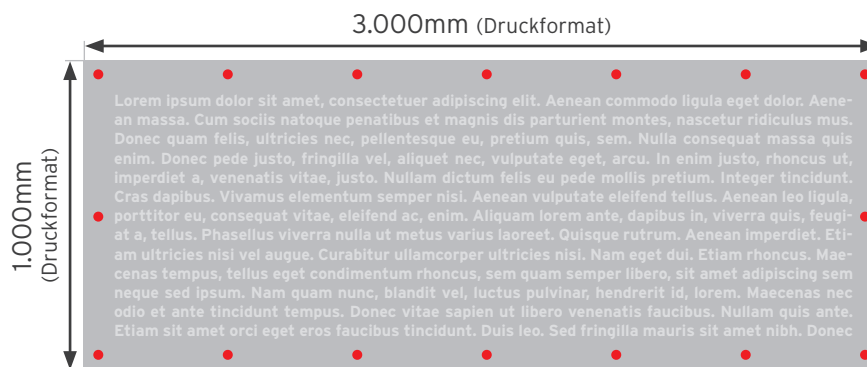 3.000mm (Druckformat)
1.000mm
(Druckformat)
Lorem ipsum dolor sit amet, consectetuer adipiscing elit. Aenean commodo ligula eget dolor. Aene-
an massa. Cum sociis natoque penatibus et magnis dis parturient montes, nascetur ridiculus mus.
Donec quam felis, ultricies nec, pellentesque eu, pretium quis, sem. Nulla consequat massa quis
enim. Donec pede justo, fringilla vel, aliquet nec, vulputate eget, arcu. In enim justo, rhoncus ut,
imperdiet a, venenatis vitae, justo. Nullam dictum felis eu pede mollis pretium. Integer tincidunt.
Cras dapibus. Vivamus elementum semper nisi. Aenean vulputate eleifend tellus. Aenean leo ligula,
porttitor eu, consequat vitae, eleifend ac, enim. Aliquam lorem ante, dapibus in, viverra quis, feugi-
at a, tellus. Phasellus viverra nulla ut metus varius laoreet. Quisque rutrum. Aenean imperdiet. Eti-
am ultricies nisi vel augue. Curabitur ullamcorper ultricies nisi. Nam eget dui. Etiam rhoncus. Mae-
cenas tempus, tellus eget condimentum rhoncus, sem quam semper libero, sit amet adipiscing sem
neque sed ipsum. Nam quam nunc, blandit vel, luctus pulvinar, hendrerit id, lorem. Maecenas nec
odio et ante tincidunt tempus. Donec vitae sapien ut libero venenatis faucibus. Nullam quis ante.
Etiam sit amet orci eget eros faucibus tincidunt. Duis leo. Sed fringilla mauris sit amet nibh. Donec